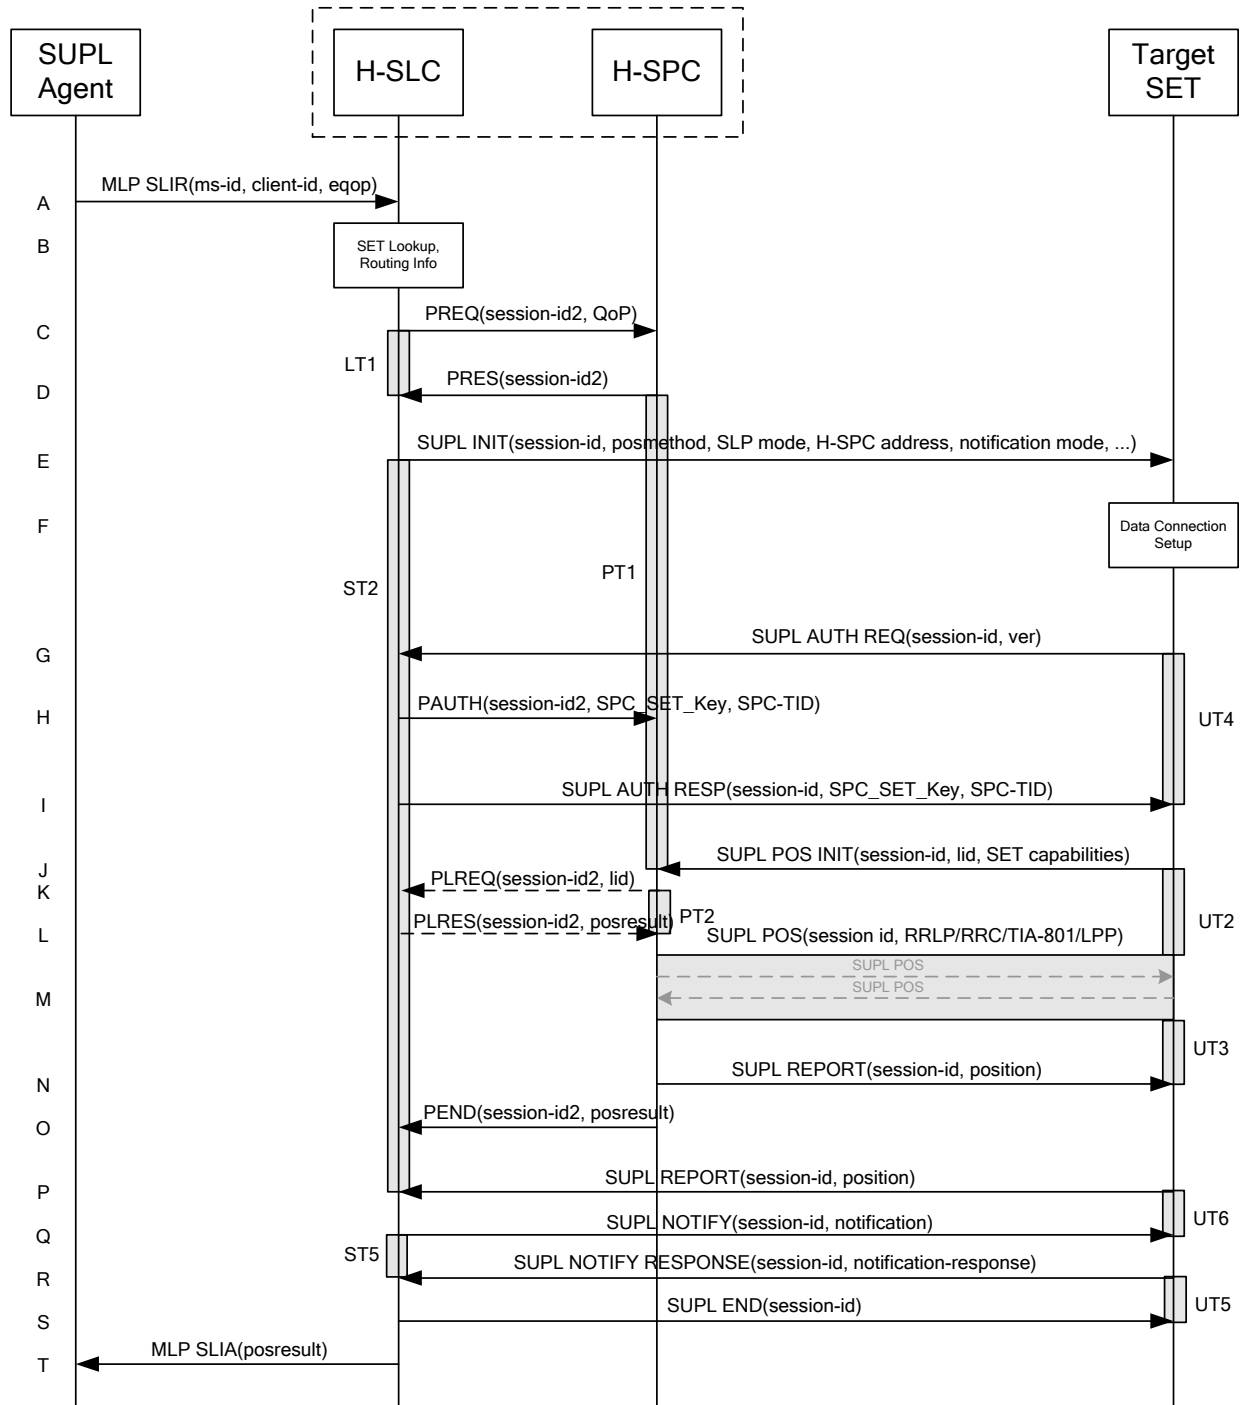 SUPL
Agent
H-SLC
H-SPC
Target
SET
A
MLP SLIR(ms-id, client-id, eqop)
B
SET Lookup,
Routing Info
C
PREQ(session-id2, QoP)
LT1
D
PRES(session-id2)
E
SUPL INIT(session-id, posmethod, SLP mode, H-SPC address, notification mode, ...)
F
Data Connection
Setup
ST2
PT1
G
SUPL AUTH REQ(session-id, ver)
H
PAUTH(session-id2, SPC_SET_Key, SPC-TID)
UT4
I
SUPL AUTH RESP(session-id, SPC_SET_Key, SPC-TID)
J
SUPL POS INIT(session-id, lid, SET capabilities)
K
PLREQ(session-id2, lid)
PT2
UT2
L
PLRES(session-id2, posresult)
SUPL POS(session id, RRLP/RRC/TIA-801/LPP)
SUPL POS
M
SUPL POS
UT3
N
SUPL REPORT(session-id, position)
O
PEND(session-id2, posresult)
P
SUPL REPORT(session-id, position)
UT6
Q
SUPL NOTIFY(session-id, notification)
ST5
R
SUPL NOTIFY RESPONSE(session-id, notification-response)
UT5
S
SUPL END(session-id)
T
MLP SLIA(posresult)